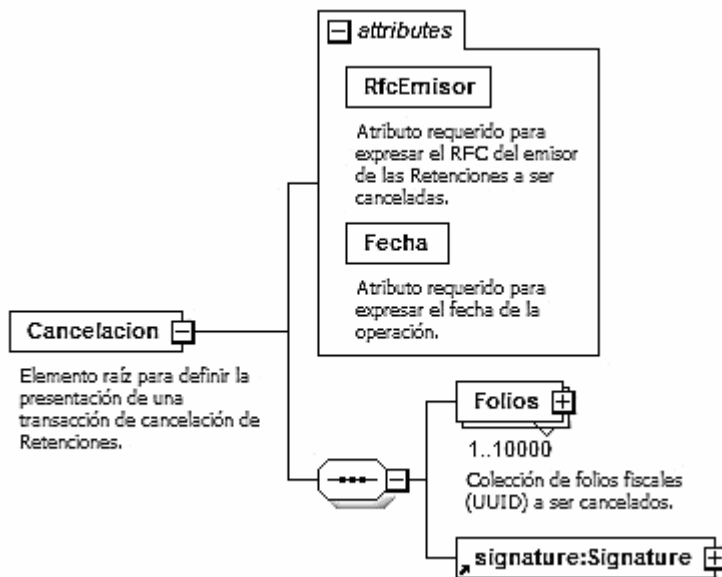 attributes
RfcEmisor
Atributo requerido para
expresar el RFC del emisor
de las Retenciones a ser
canceladas.
Fecha
Atributo requerido para
expresar el fecha de la
operación.
Cancelacion
Elemento raíz para definir la
presentación de una
transacción de cancelación de
Retenciones.
Folios
1..10000
Colección de folios fiscales
(UUID) a ser cancelados.
signature:Signature